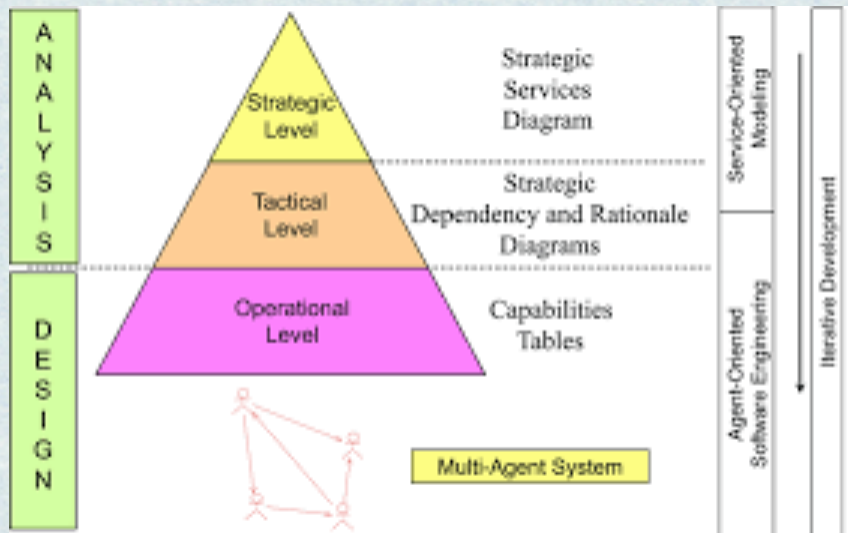 ANALYSIS
Strategic
Level
Strategic
Services
Diagram
Tactical
Level
Strategic
Dependency and Rationale
Diagrams
DESIGN
Operational
Level
Capabilities
Tables
Multi-Agent System
Service-Oriented
Modeling
Agent-Oriented
Software Engineering
Iterative Development